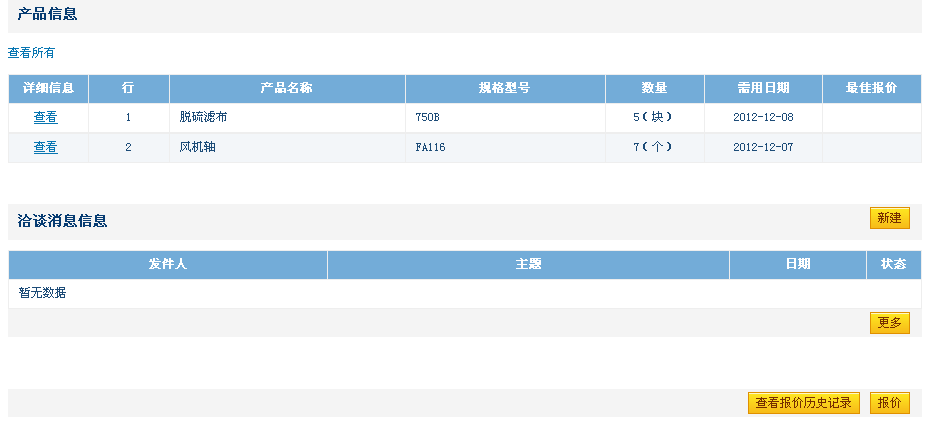 产品信息
查看所有
详细信息 行 产品名称 规格型号 数量 需用日期 最佳报价
查看 1 脱硫滤布 750B 5(块) 2012-12-08
查看 2 风机轴 FA116 7(个) 2012-12-07
洽谈消息信息 新建
发件人 主题 日期 状态
暂无数据
更多
查看报价历史记录 报价